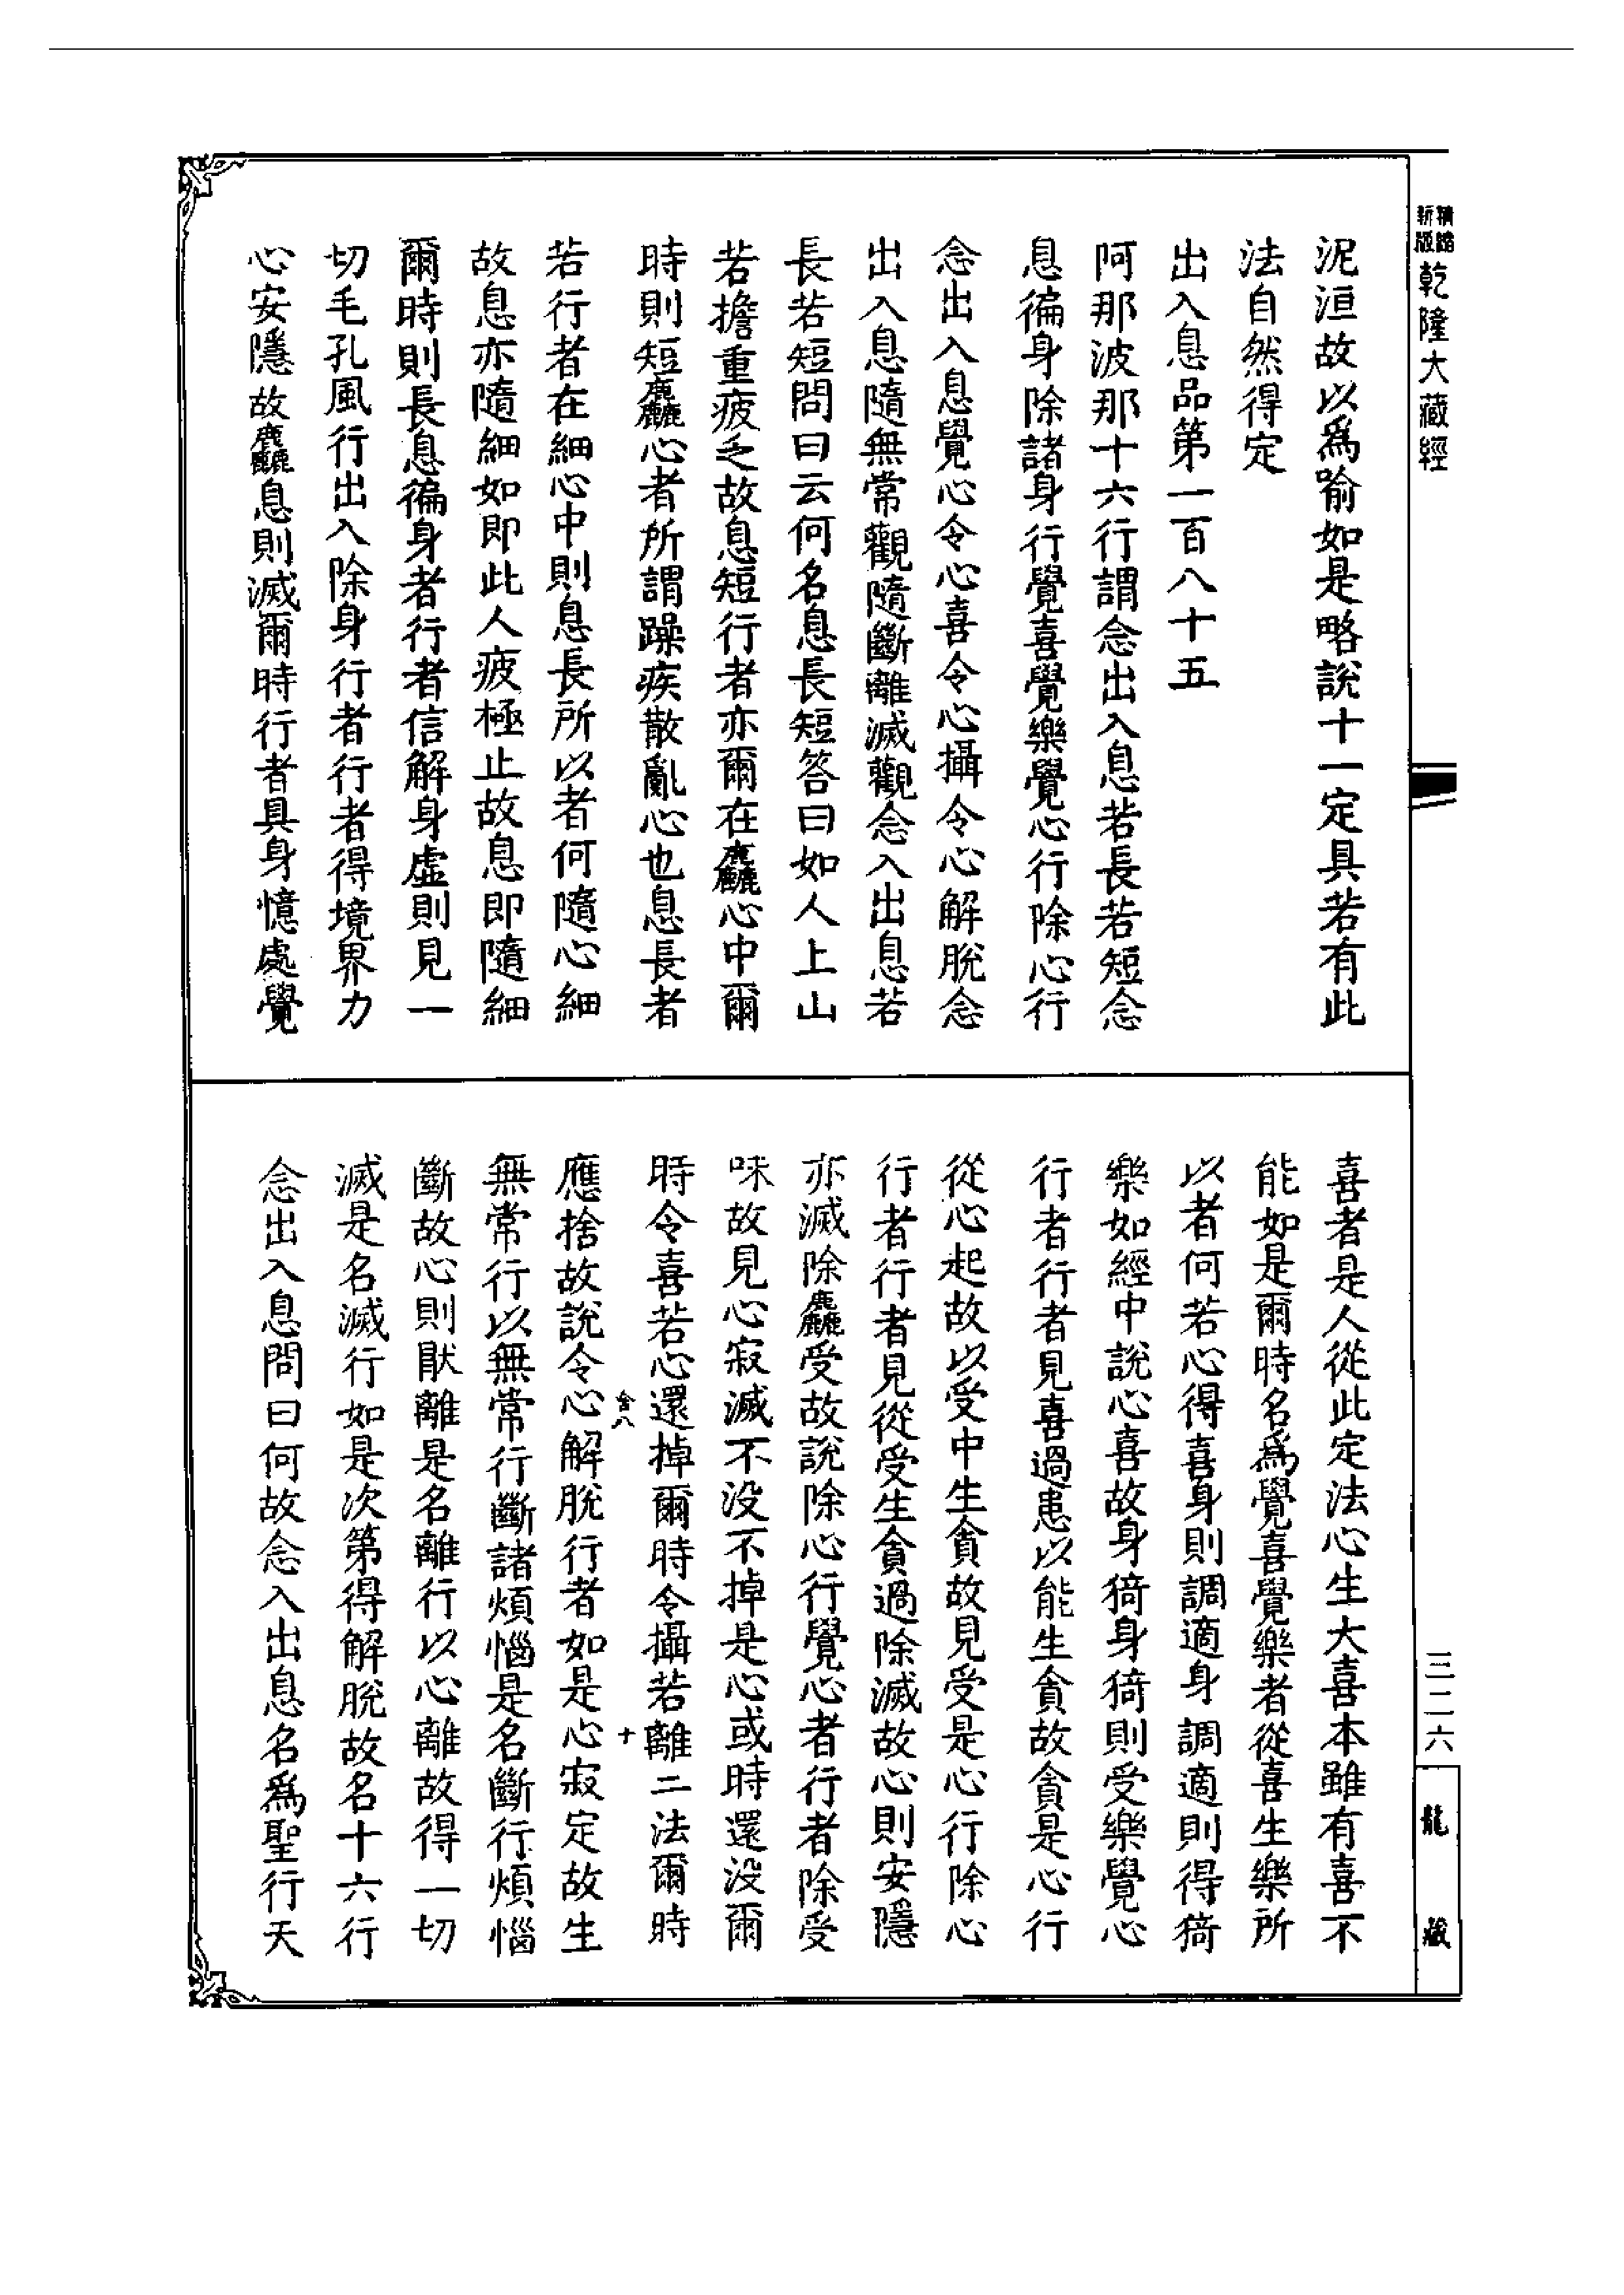 新版
精縮
乾隆大藏經
泥洹故以爲喻如是略說十一定具若有此
法自然得定
出入息品第一百八十五
阿那波那十六行謂念出入息若長若短念
息徧身除諸身行覺喜覺樂覺心行除心行
念出入息覺心令心喜令心攝令心解脫念
出入息隨無常觀隨斷離滅觀念入出息若
長若短問曰云何名息長短答曰如人上山
若擔重疲乏故息短行者亦爾在麤心中爾
時則短麤心者所謂躁疾散亂心也息長者
若行者在細心中則息長所以者何隨心細
故息亦隨細如即此人疲極止故息即隨細
爾時則長息徧身者行者信解身虛則見一
切毛孔風行出入除身行者行者得境界力
心安隱故麤息則滅爾時行者具身憶處覺
喜者是人從此定法心生大喜本雖有喜不
能如是爾時名爲覺喜覺樂者從喜生樂所
以者何若心得喜身則調適身調適則得猗
樂如經中說心喜故身猗身猗則受樂覺心
行者行者見喜過患以能生貪故貪是心行
從心起故以受中生貪故見受是心行除心
行者行者見從受生貪過除滅故心則安隱
亦滅除麤受故說除心行覺心者行者除受
味故見心寂滅不没不掉是心或時還没爾
時令喜若心還掉爾時令攝若離二法爾時
應捨故說令心解脫行者如是心寂定故生
無常行以無常行斷諸煩惱是名斷行煩惱
斷故心則猒離是名離行以心離故得一切
滅是名滅行如是次第得解脫故名十六行
念出入息問曰何故念入出息名爲聖行天
三二六
龍藏